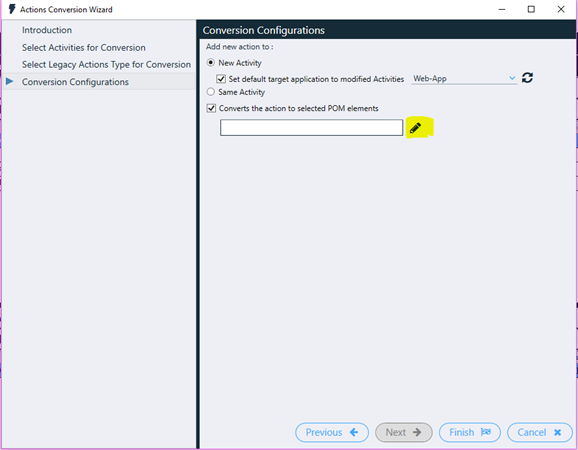 Actions Conversion Wizard
Introduction
Select Activities for Conversion
Select Legacy Actions Type for Conversion
Conversion Configurations
Conversion Configurations
Add new action to :
New Activity
Set default target application to modified Activities Web-App
Same Activity
Converts the action to selected POM elements
Previous Next Finish Cancel